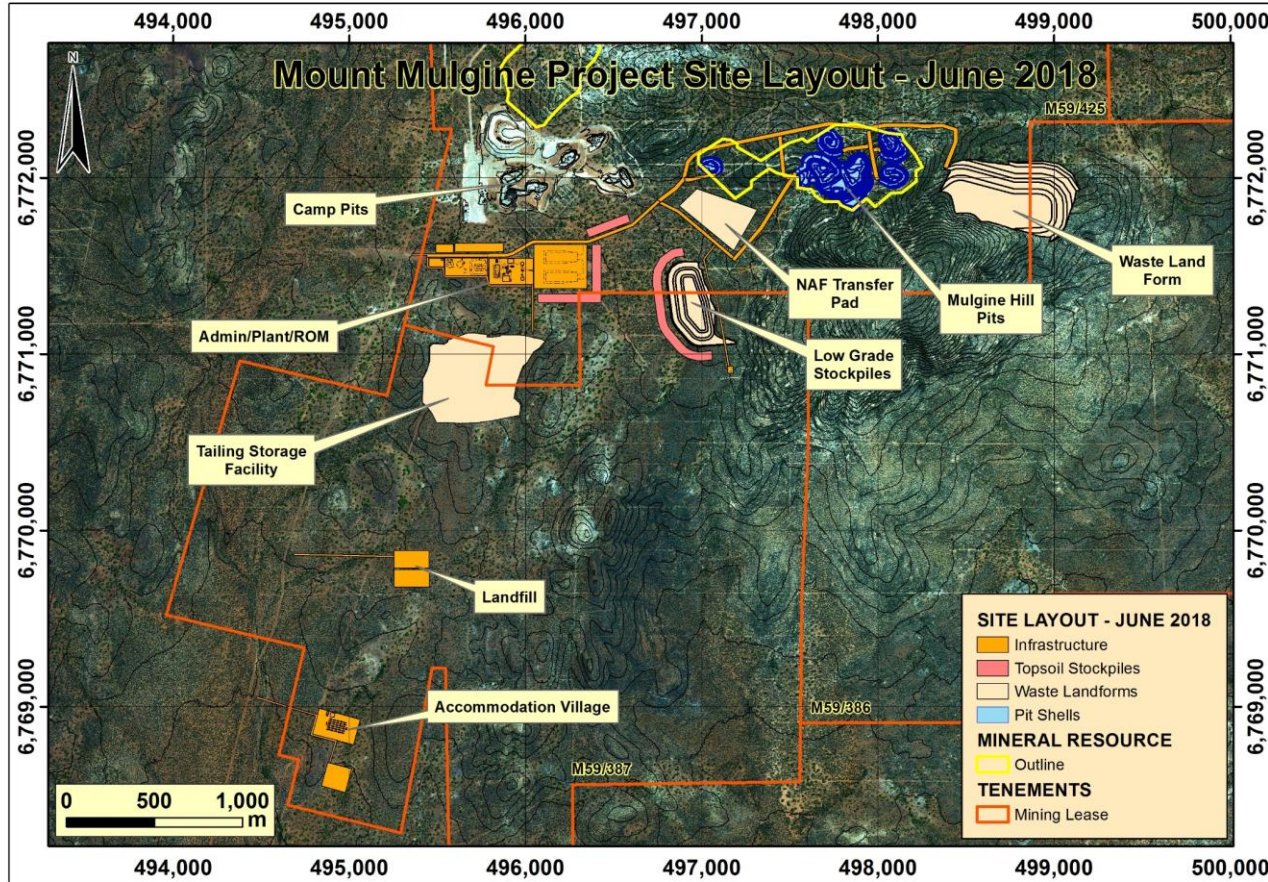 494,000 495,000 496,000 497,000 498,000 499,000 500,000
N
Mount Mulgine Project Site Layout - June 2018
M59/425
6,772,000
6,772,000
Camp Pits
Waste Land
Form
NAF Transfer
Pad
Mulgine Hill
Pits
Admin/Plant/ROM
6,771,000
6,771,000
Low Grade
Stockpiles
Tailing Storage
Facility
6,770,000
6,770,000
Landfill
Accommodation Village
6,769,000
6,769,000
M59/386
M59/387
0 500 1,000
m
SITE LAYOUT - JUNE 2018
Infrastructure
Topsoil Stockpiles
Waste Landforms
Pit Shells
MINERAL RESOURCE
Outline
TENEMENTS
Mining Lease
494,000 495,000 496,000 497,000 498,000 499,000 500,000